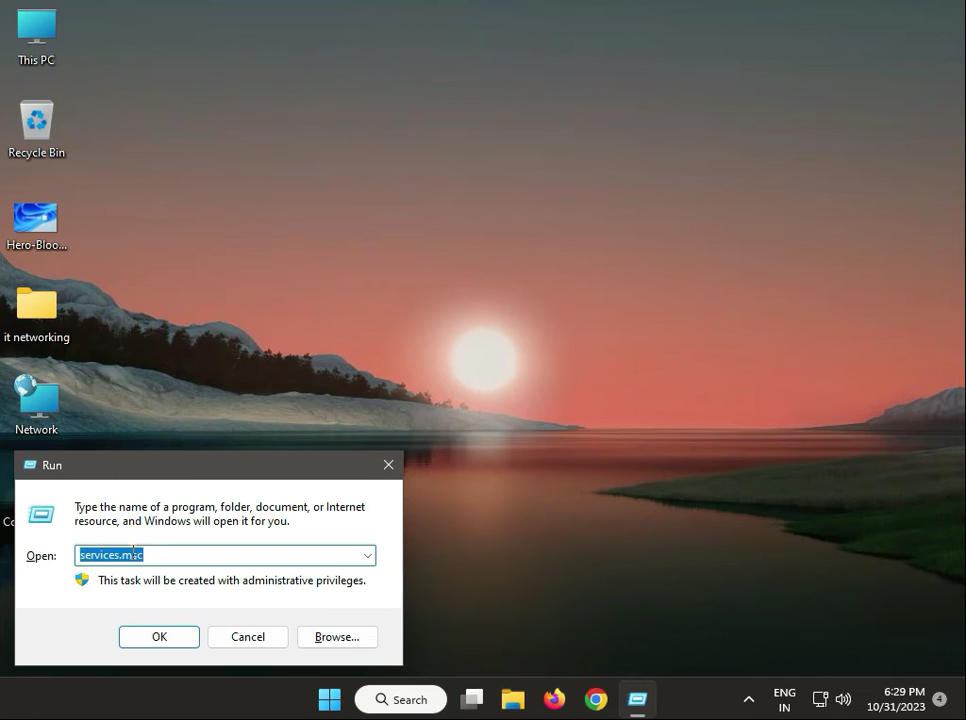 This PC
Recycle Bin
Hero-Bloo...
it networking
Network
Run
Type the name of a program, folder, document, or Internet
resource, and Windows will open it for you.
Open:
services.msc
This task will be created with administrative privileges.
OK
Cancel
Browse...
Co
Search
ENG
IN
6:29 PM
10/31/2023
4